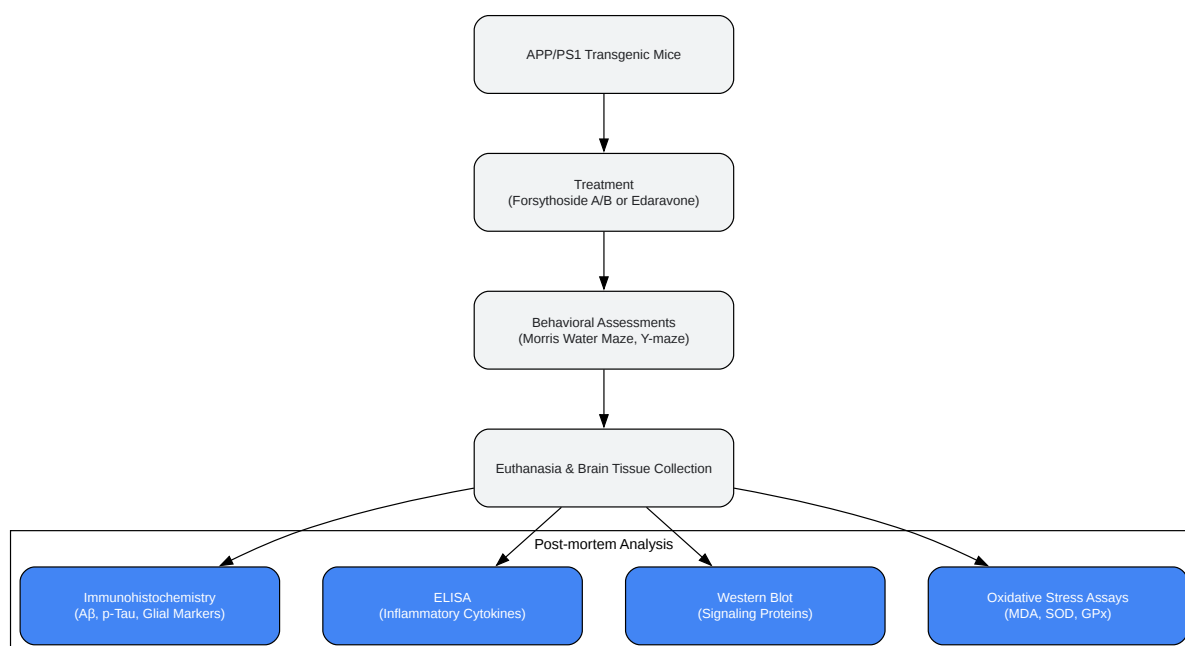 APP/PS1 Transgenic Mice
Treatment
(Forsythoside A/B or Edaravone)
Behavioral Assessments
(Morris Water Maze, Y-maze)
Euthanasia & Brain Tissue Collection
Post-mortem Analysis
Immunohistochemistry
(Aβ, p-Tau, Glial Markers)
ELISA
(Inflammatory Cytokines)
Western Blot
(Signaling Proteins)
Oxidative Stress Assays
(MDA, SOD, GPx)